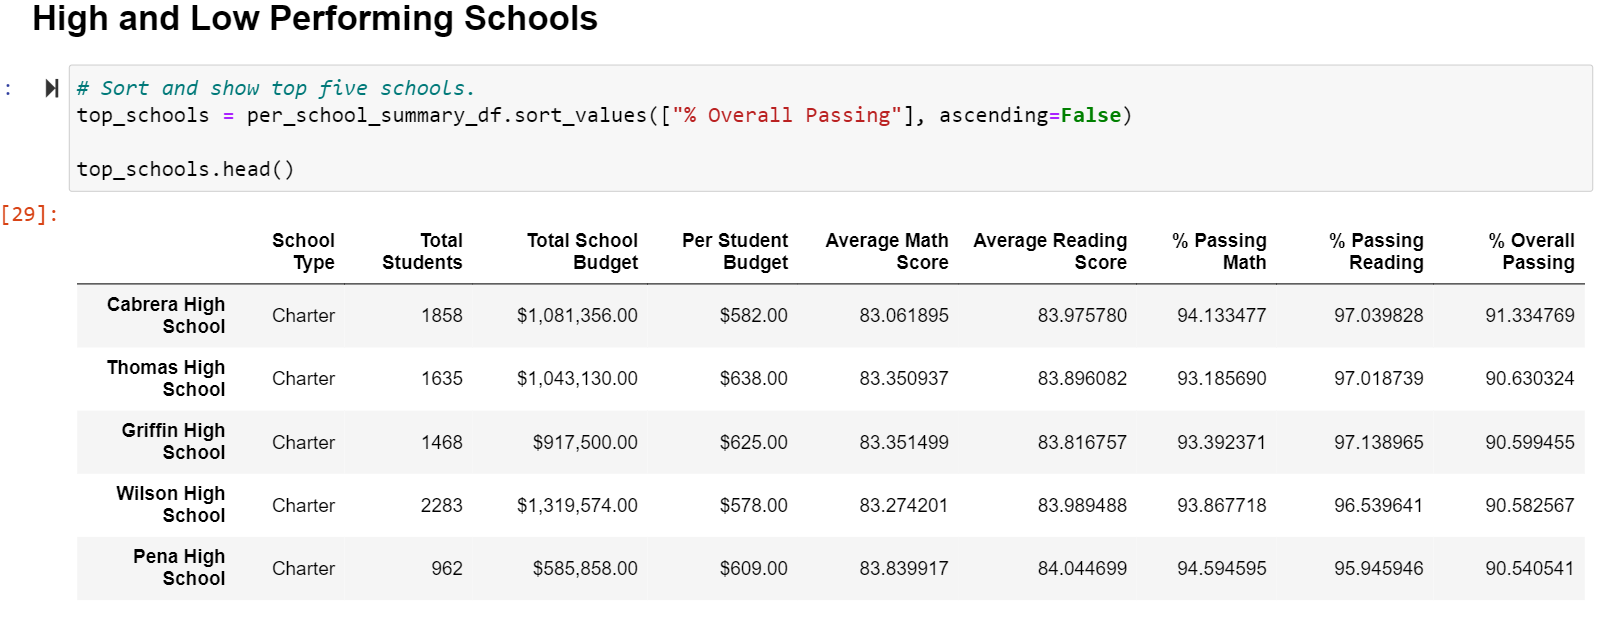 High and Low Performing Schools
:
# Sort and show top five schools.
top_schools = per_school_summary_df.sort_values(["% Overall Passing"], ascending=False)
top_schools.head()
[29]:
School Type Total Students Total School Budget Per Student Budget Average Math Score Average Reading Score % Passing Math % Passing Reading % Overall Passing
Cabrera High School Charter 1858 $1,081,356.00 $582.00 83.061895 83.975780 94.133477 97.039828 91.334769
Thomas High School Charter 1635 $1,043,130.00 $638.00 83.350937 83.896082 93.185690 97.018739 90.630324
Griffin High School Charter 1468 $917,500.00 $625.00 83.351499 83.816757 93.392371 97.138965 90.599455
Wilson High School Charter 2283 $1,319,574.00 $578.00 83.274201 83.989488 93.867718 96.539641 90.582567
Pena High School Charter 962 $585,858.00 $609.00 83.839917 84.044699 94.594595 95.945946 90.540541